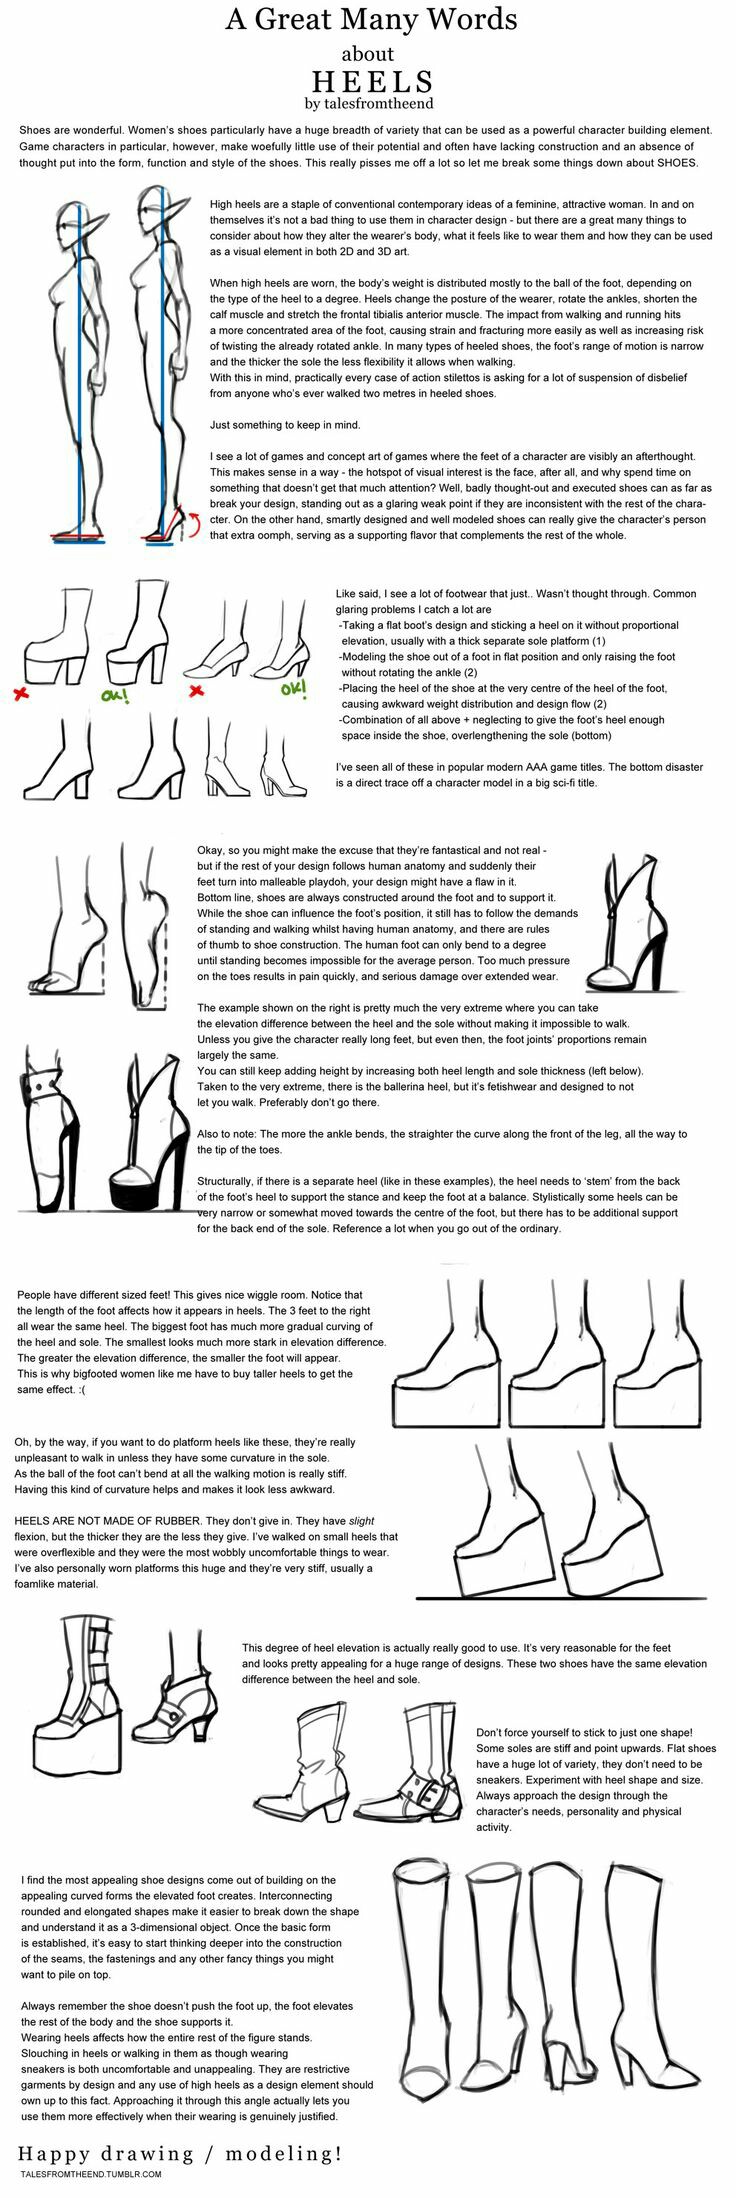 A Great Many Words
about
HEELS
by talesfromtheend
Shoes are wonderful. Women's shoes particularly have a huge breadth of variety that can be used as a powerful character building element.
Game characters in particular, however, make woefully little use of their potential and often have lacking construction and an absence of
thought put into the form, function and style of the shoes. This really pisses me off a lot so let me break some things down about SHOES.
High heels are a staple of conventional contemporary ideas of a feminine, attractive woman. In and on
themselves it's not a bad thing to use them in character design - but there are a great many things to
consider about how they alter the wearer's body, what it feels like to wear them and how they can be used
as a visual element in both 2D and 3D art.
When high heels are worn, the body's weight is distributed mostly to the ball of the foot, depending on
the type of the heel to a degree. Heels change the posture of the wearer, rotate the ankles, shorten the
calf muscle and stretch the frontal tibialis anterior muscle. The impact from walking and running hits
a more concentrated area of the foot, causing strain and fracturing more easily as well as increasing risk
of twisting the already rotated ankle. In many types of heeled shoes, the foot's range of motion is narrow
and the thicker the sole the less flexibility it allows when walking.
With this in mind, practically every case of action stilettos is asking for a lot of suspension of disbelief
from anyone who's ever walked two metres in heeled shoes.
Just something to keep in mind.
I see a lot of games and concept art of games where the feet of a character are visibly an afterthought.
This makes sense in a way - the hotspot of visual interest is the face, after all, and why spend time on
something that doesn't get that much attention? Well, badly thought-out and executed shoes can as far as
break your design, standing out as a glaring weak point if they are inconsistent with the rest of the chara-
cter. On the other hand, smartly designed and well modeled shoes can really give the character's person
that extra oomph, serving as a supporting flavor that complements the rest of the whole.
Like said, I see a lot of footwear that just.. Wasn't thought through. Common
glaring problems I catch a lot are
-Taking a flat boot's design and sticking a heel on it without proportional
elevation, usually with a thick separate sole platform (1)
-Modeling the shoe out of a foot in flat position and only raising the foot
without rotating the ankle (2)
-Placing the heel of the shoe at the very centre of the heel of the foot,
causing awkward weight distribution and design flow (2)
-Combination of all above + neglecting to give the foot's heel enough
space inside the shoe, overlengthening the sole (bottom)
I've seen all of these in popular modern AAA game titles. The bottom disaster
is a direct trace off a character model in a big sci-fi title.
OK!
OK!
Okay, so you might make the excuse that they're fantastical and not real -
but if the rest of your design follows human anatomy and suddenly their
feet turn into malleable playdoh, your design might have a flaw in it.
Bottom line, shoes are always constructed around the foot and to support it.
While the shoe can influence the foot's position, it still has to follow the demands
of standing and walking whilst having human anatomy, and there are rules
of thumb to shoe construction. The human foot can only bend to a degree
until standing becomes impossible for the average person. Too much pressure
on the toes results in pain quickly, and serious damage over extended wear.
The example shown on the right is pretty much the very extreme where you can take
the elevation difference between the heel and the sole without making it impossible to walk.
Unless you give the character really long feet, but even then, the foot joints' proportions remain
largely the same.
You can still keep adding height by increasing both heel length and sole thickness (left below).
Taken to the very extreme, there is the ballerina heel, but it's fetishwear and designed to not
let you walk. Preferably don't go there.
Also to note: The more the ankle bends, the straighter the curve along the front of the leg, all the way to
the tip of the toes.
Structurally, if there is a separate heel (like in these examples), the heel needs to 'stem' from the back
of the foot's heel to support the stance and keep the foot at a balance. Stylistically some heels can be
very narrow or somewhat moved towards the centre of the foot, but there has to be additional support
for the back end of the sole. Reference a lot when you go out of the ordinary.
People have different sized feet! This gives nice wiggle room. Notice that
the length of the foot affects how it appears in heels. The 3 feet to the right
all wear the same heel. The biggest foot has much more gradual curving of
the heel and sole. The smallest looks much more stark in elevation difference.
The greater the elevation difference, the smaller the foot will appear.
This is why bigfooted women like me have to buy taller heels to get the
same effect. :(
Oh, by the way, if you want to do platform heels like these, they're really
unpleasant to walk in unless they have some curvature in the sole.
As the ball of the foot can't bend at all the walking motion is really stiff.
Having this kind of curvature helps and makes it look less awkward.
HEELS ARE NOT MADE OF RUBBER. They don't give in. They have slight
flexion, but the thicker they are the less they give. I've walked on small heels that
were overflexible and they were the most wobbly uncomfortable things to wear.
I've also personally worn platforms this huge and they're very stiff, usually a
foamlike material.
This degree of heel elevation is actually really good to use. It's very reasonable for the feet
and looks pretty appealing for a huge range of designs. These two shoes have the same elevation
difference between the heel and sole.
Don't force yourself to stick to just one shape!
Some soles are stiff and point upwards. Flat shoes
have a huge lot of variety, they don't need to be
sneakers. Experiment with heel shape and size.
Always approach the design through the
character's needs, personality and physical
activity.
I find the most appealing shoe designs come out of building on the
appealing curved forms the elevated foot creates. Interconnecting
rounded and elongated shapes make it easier to break down the shape
and understand it as a 3-dimensional object. Once the basic form
is established, it's easy to start thinking deeper into the construction
of the seams, the fastenings and any other fancy things you might
want to pile on top.
Always remember the shoe doesn't push the foot up, the foot elevates
the rest of the body and the shoe supports it.
Wearing heels affects how the entire rest of the figure stands.
Slouching in heels or walking in them as though wearing
sneakers is both uncomfortable and unappealing. They are restrictive
garments by design and any use of high heels as a design element should
own up to this fact. Approaching it through this angle actually lets you
use them more effectively when their wearing is genuinely justified.
Happy drawing / modeling!
TALESFROMTHEEND.TUMBLR.COM